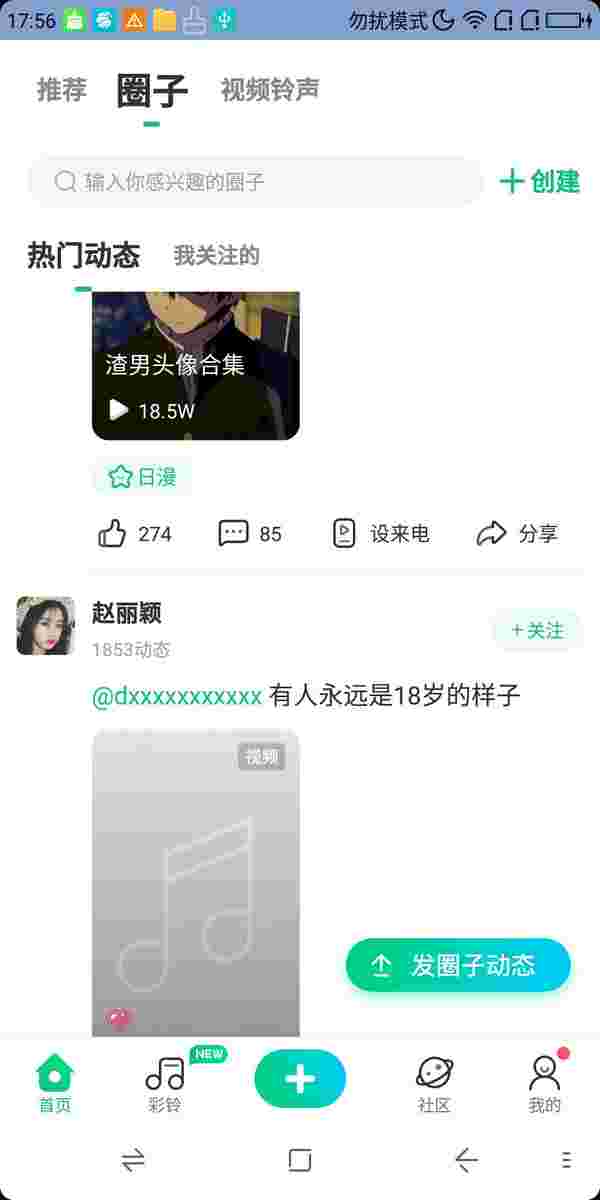 17:56 勿扰模式
推荐 圈子 视频铃声
输入你感兴趣的圈子 创建
热门动态 我关注的
渣男头像合集
18.5W
日漫
274 85 设来电 分享
赵丽颖
1853动态
+关注
@dxxxxxxxxxxx 有人永远是18岁的样子
视频
发圈子动态
NEW
首页 彩铃 社区 我的